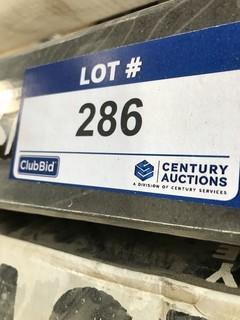 LOT #
286
ClubBid
CENTURY
AUCTIONS
A DIVISION OF CENTURY SERVICES